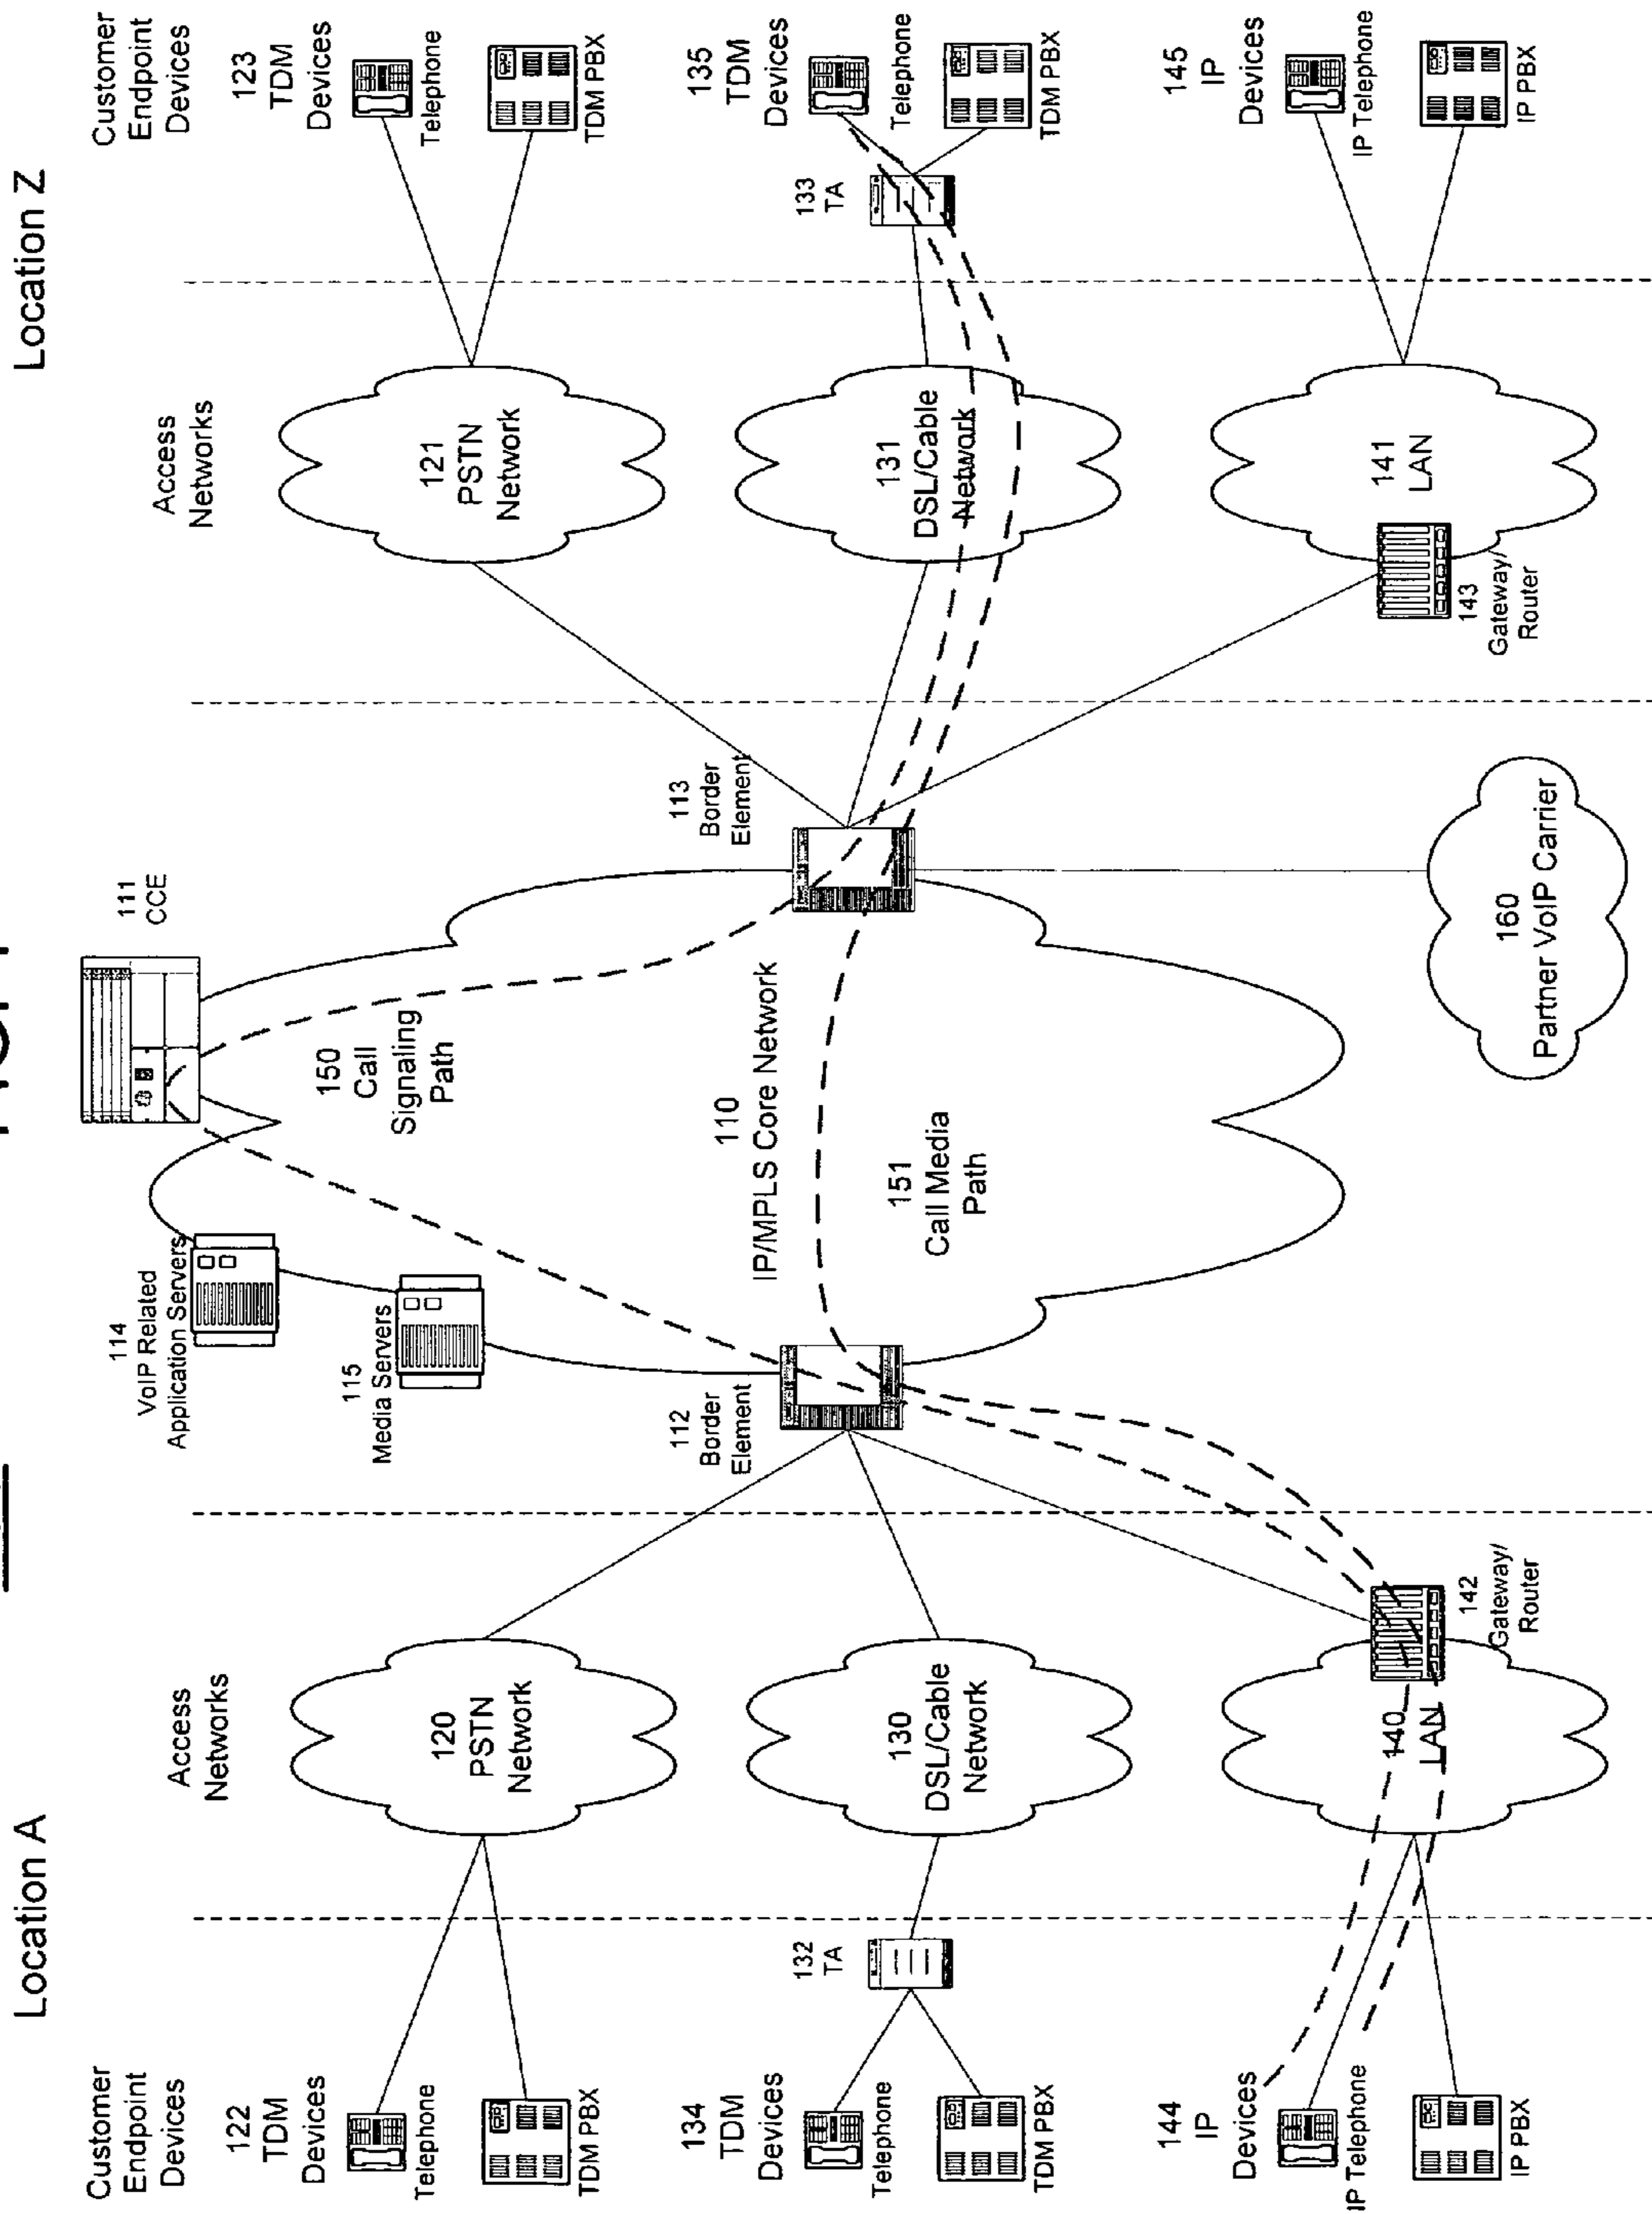 Location A
Location Z
Customer
Endpoint
Devices
Access
Networks
Access
Networks
Customer
Endpoint
Devices
114
VoIP Related
Application Servers
111
CCE
122
TDM
Devices
Telephone
TDM PBX
120
PSTN
Network
115
Media Servers
150
Call
Signaling
Path
121
PSTN
Network
123
TDM
Devices
Telephone
TDM PBX
112
Border
Element
110
IP/MPLS Core Network
113
Border
Element
134
TDM
Devices
Telephone
TDM PBX
132
TA
130
DSL/Cable
Network
151
Call Media
Path
131
DSL/Cable
Network
133
TA
135
TDM
Devices
Telephone
TDM PBX
144
IP
Devices
IP Telephone
IP PBX
140
LAN
142
Gateway/
Router
160
Partner VoIP Carrier
143
Gateway/
Router
141
LAN
145
IP
Devices
IP Telephone
IP PBX